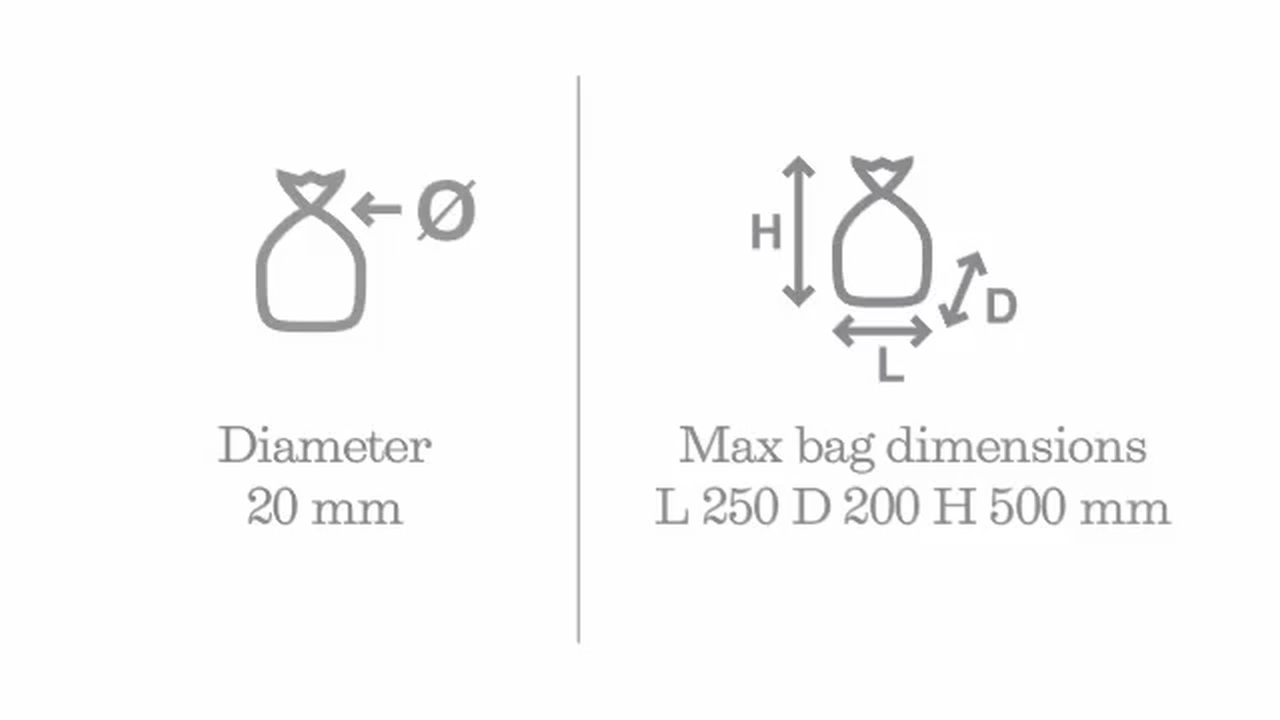 Ø
Diameter
20 mm
H
D
L
Max bag dimensions
L 250 D 200 H 500 mm